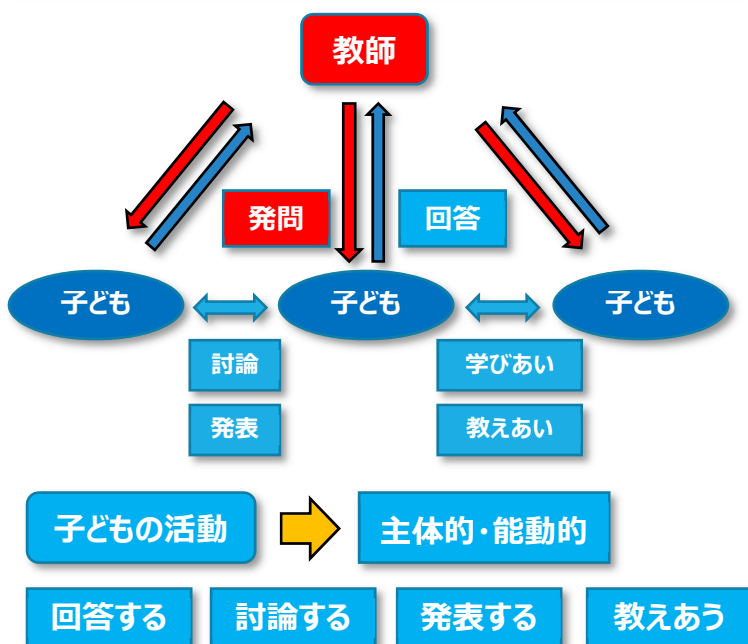 教師
発問
回答
子ども
子ども
子ども
討論
学びあい
発表
教えあい
子どもの活動
主体的・能動的
回答する
討論する
発表する
教えあう